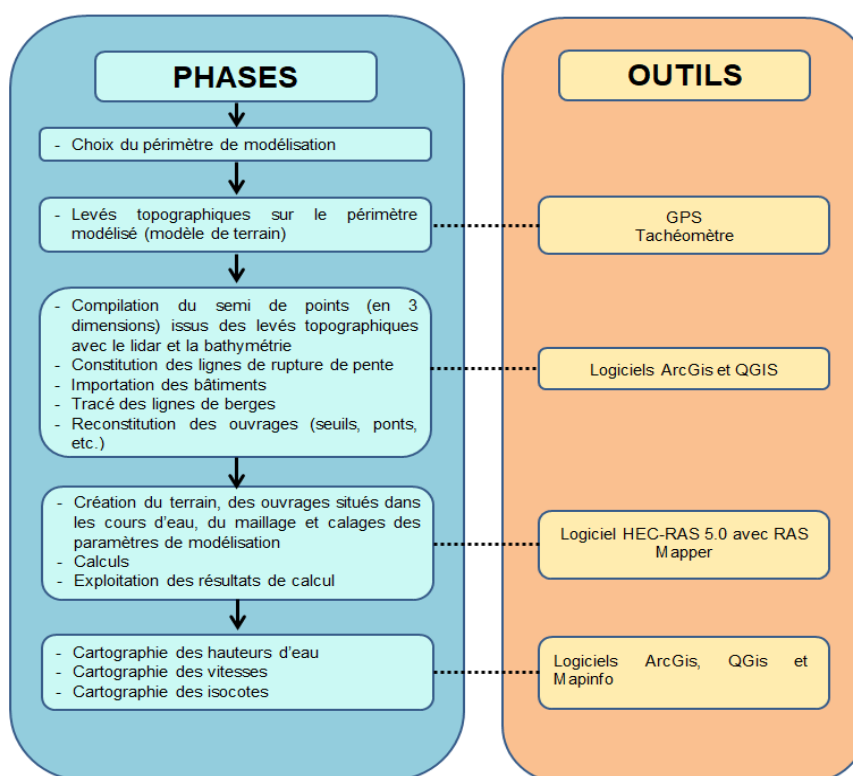 PHASES
- Choix du périmètre de modélisation
- Levés topographiques sur le périmètre
modélisé (modèle de terrain)
- Compilation du semi de points (en 3
dimensions) issus des levés topographiques
avec le lidar et la bathymétrie
- Constitution des lignes de rupture de pente
- Importation des bâtiments
- Tracé des lignes de berges
- Reconstitution des ouvrages (seuils, ponts,
etc.)
- Création du terrain, des ouvrages situés dans
les cours d'eau, du maillage et calages des
paramètres de modélisation
- Calculs
- Exploitation des résultats de calcul
- Cartographie des hauteurs d'eau
- Cartographie des vitesses
- Cartographie des isocotes
OUTILS
GPS
Tachéomètre
Logiciels ArcGis et QGIS
Logiciel HEC-RAS 5.0 avec RAS
Mapper
Logiciels ArcGis, QGis et
Mapinfo